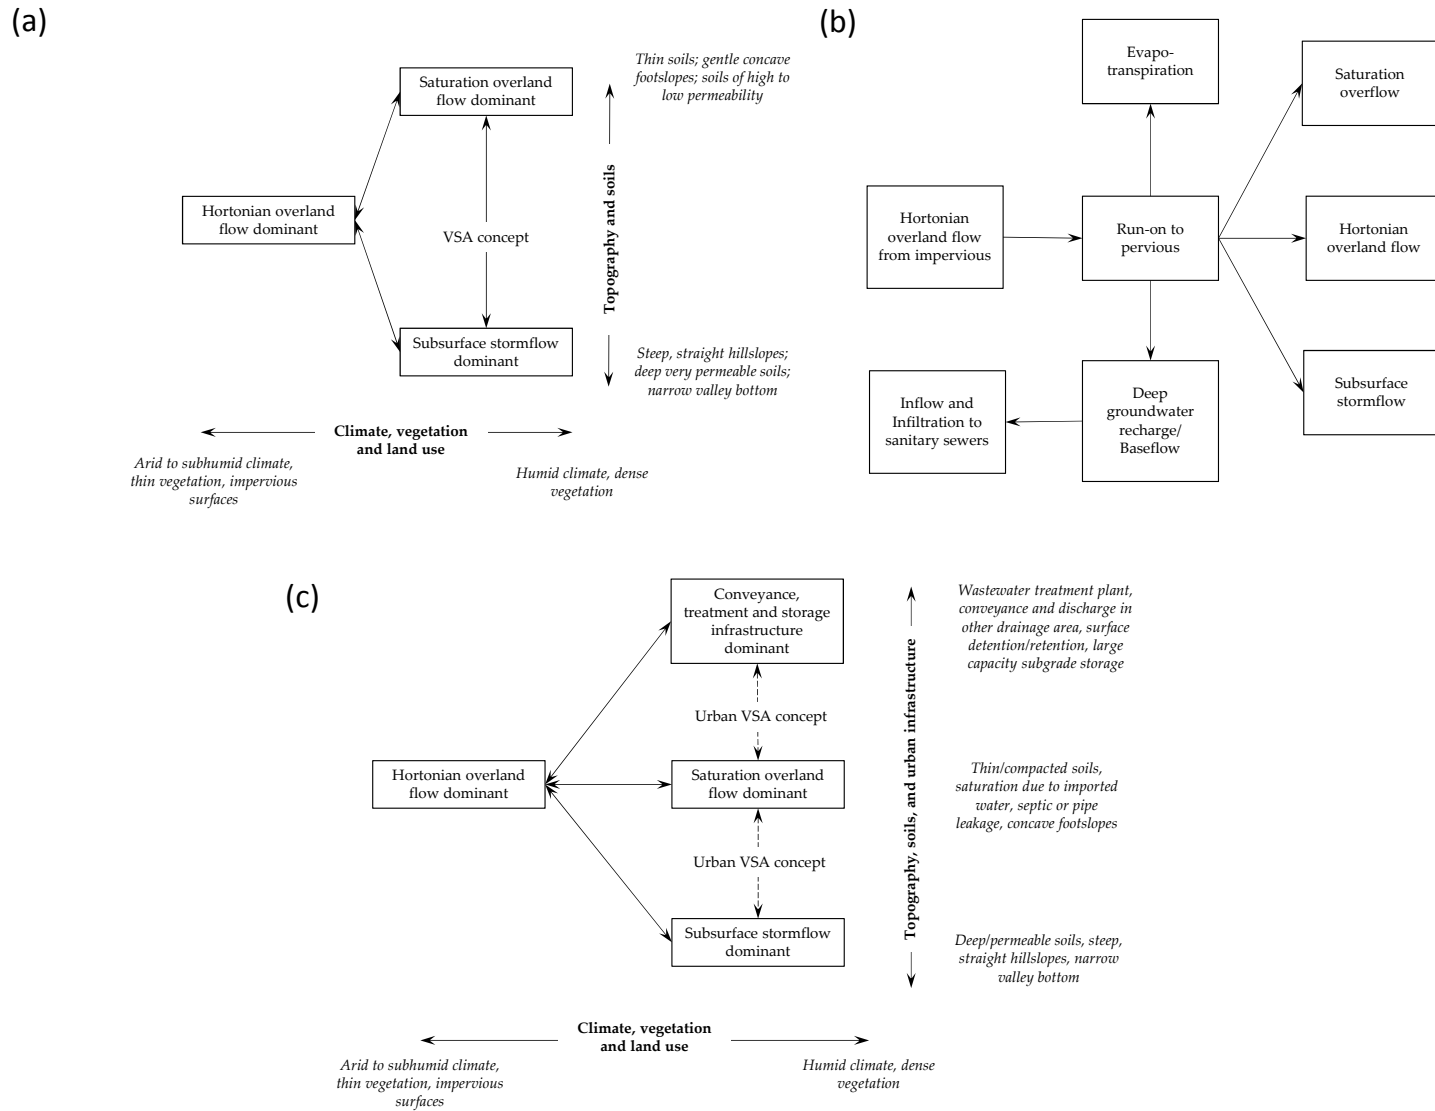 (a)
Thin soils; gentle concave
footslopes; soils of high to
low permeability
Saturation overland
flow dominant
Hortonian overland
flow dominant
VSA concept
Topography and soils
Subsurface stormflow
dominant
Steep, straight hillslopes;
deep very permeable soils;
narrow valley bottom
Climate, vegetation
and land use
Arid to subhumid climate,
thin vegetation, impervious
surfaces
Humid climate, dense
vegetation
(b)
Evapo-
transpiration
Saturation
overflow
Hortonian
overland flow
from impervious
Run-on to
pervious
Hortonian
overland flow
Inflow and
Infiltration to
sanitary sewers
Deep
groundwater
recharge/
Baseflow
Subsurface
stormflow
(c)
Conveyance,
treatment and storage
infrastructure
dominant
Wastewater treatment plant,
conveyance and discharge in
other drainage area, surface
detention/retention, large
capacity subgrade storage
Urban VSA concept
Hortonian overland
flow dominant
Saturation overland
flow dominant
Topography, soils, and urban infrastructure
Thin/compacted soils,
saturation due to imported
water, septic or pipe
leakage, concave footslopes
Urban VSA concept
Subsurface stormflow
dominant
Deep/permeable soils, steep,
straight hillslopes, narrow
valley bottom
Climate, vegetation
and land use
Arid to subhumid climate,
thin vegetation, impervious
surfaces
Humid climate, dense
vegetation